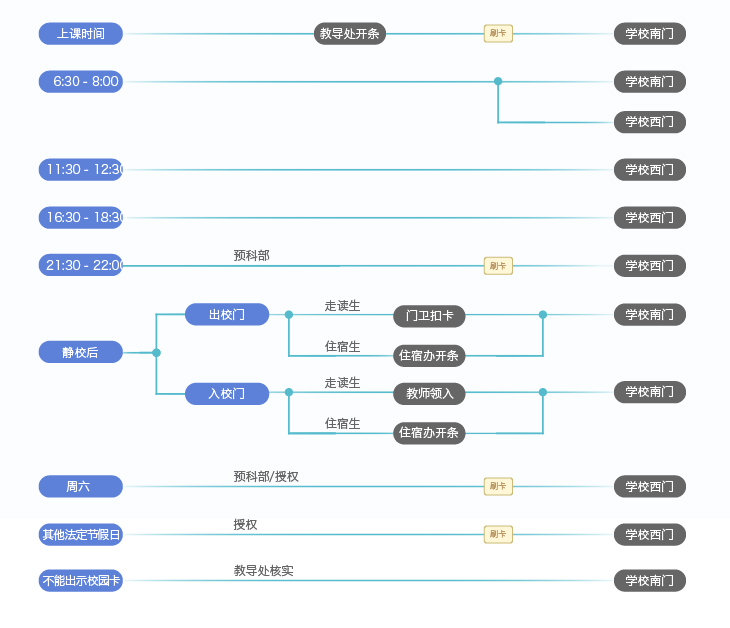 上课时间 教导处开条 刷卡 学校南门
6:30 - 8:00 学校南门
学校西门
11:30 - 12:30 学校西门
16:30 - 18:30 学校西门
21:30 - 22:00 预科部 刷卡 学校西门
出校门 走读生 门卫扣卡 学校南门
静校后 住宿生 住宿办开条
入校门 走读生 教师领入 学校南门
住宿生 住宿办开条
周六 预科部/授权 刷卡 学校西门
其他法定节假日 授权 刷卡 学校西门
不能出示校园卡 教导处核实 学校南门